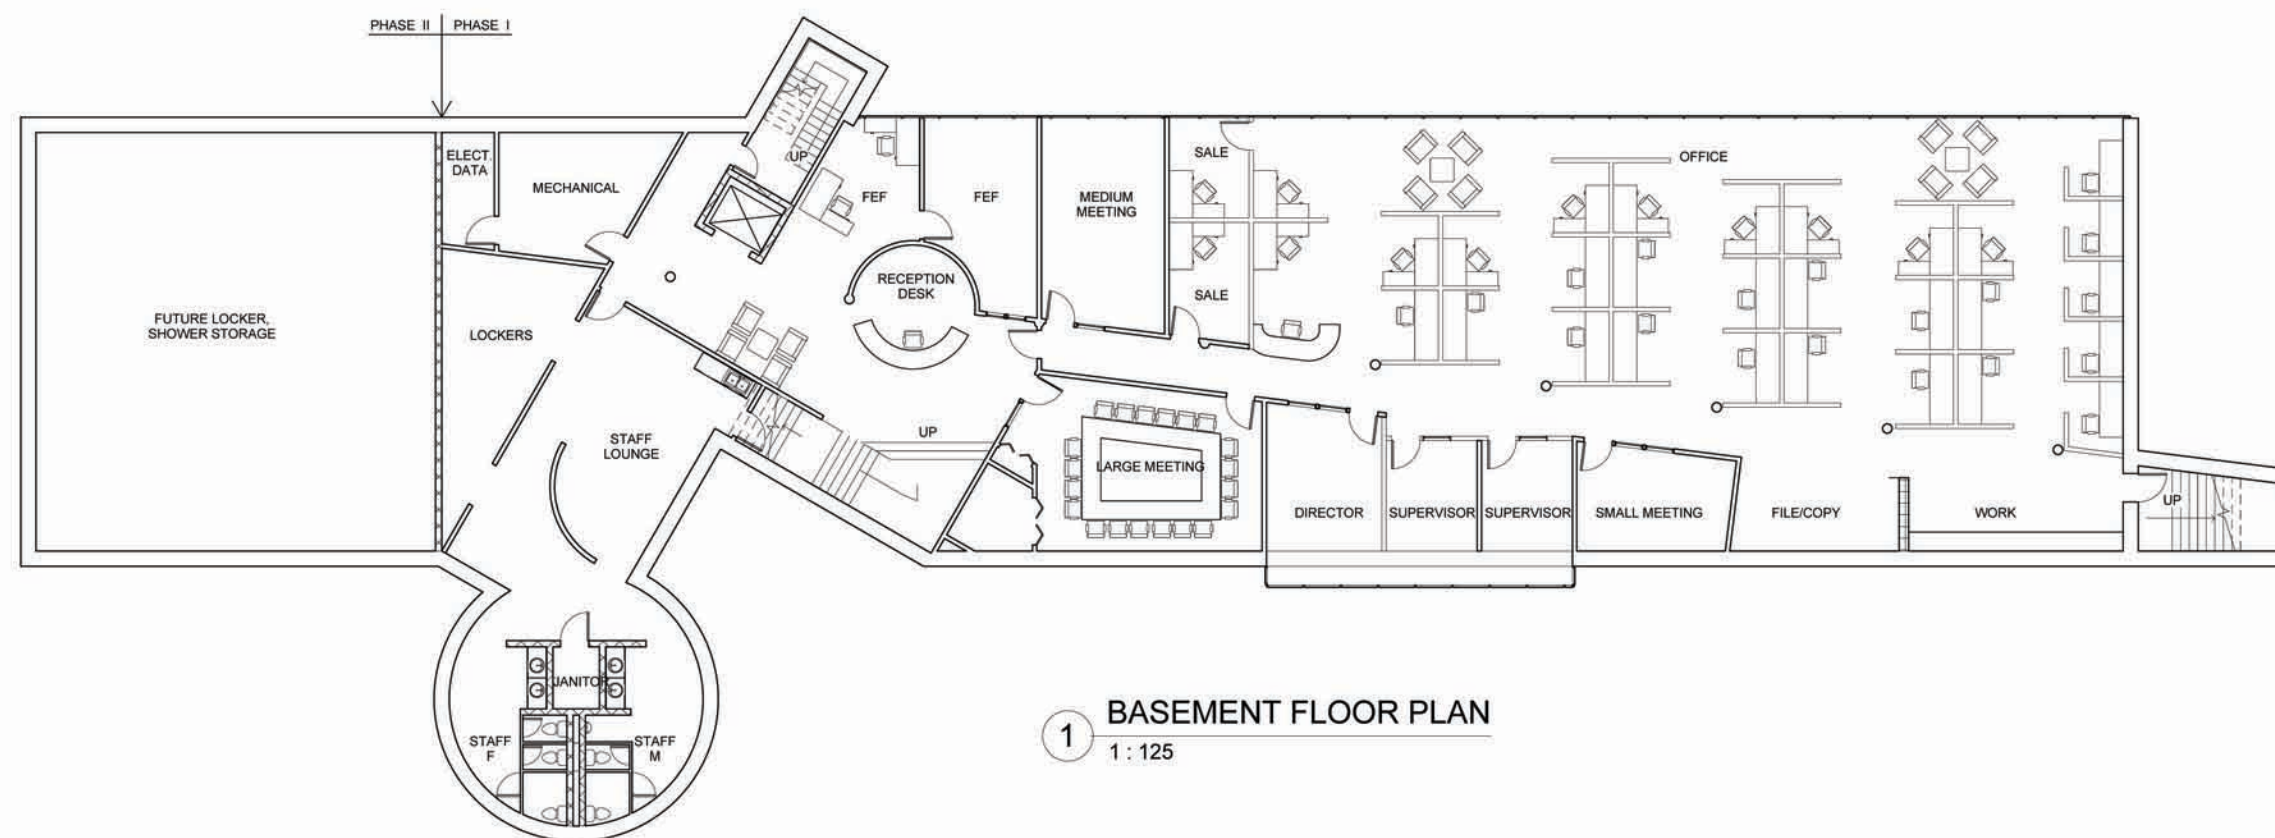 PHASE II PHASE I
ELECT.
DATA
MECHANICAL
UP
FEF
FEF
MEDIUM
MEETING
SALE
OFFICE
RECEPTION
DESK
SALE
FUTURE LOCKER,
SHOWER STORAGE
LOCKERS
STAFF
LOUNGE
UP
LARGE MEETING
DIRECTOR
SUPERVISOR
SUPERVISOR
SMALL MEETING
FILE/COPY
WORK
UP
JANITOR
STAFF
F
STAFF
M
1 BASEMENT FLOOR PLAN
1 : 125